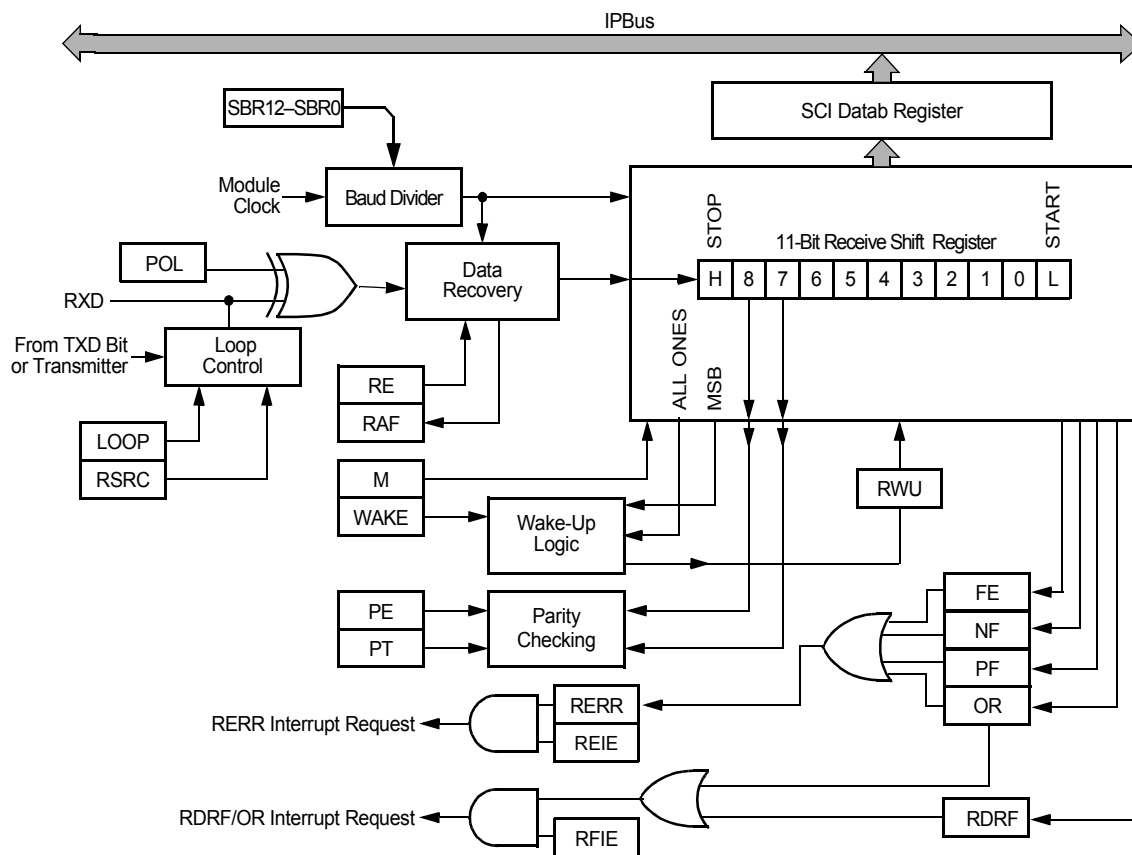 IPBus
SBR12–SBR0
SCI Datab Register
Module
Clock
Baud Divider
STOP
START
11-Bit Receive Shift Register
H 8 7 6 5 4 3 2 1 0 L
POL
RXD
Data
Recovery
From TXD Bit
or Transmitter
Loop
Control
ALL ONES
MSB
RE
RAF
LOOP
RSRC
M
WAKE
RWU
Wake-Up
Logic
PE
PT
Parity
Checking
FE
NF
PF
OR
RERR
REIE
RERR Interrupt Request
RDRF/OR Interrupt Request
RFIE
RDRF